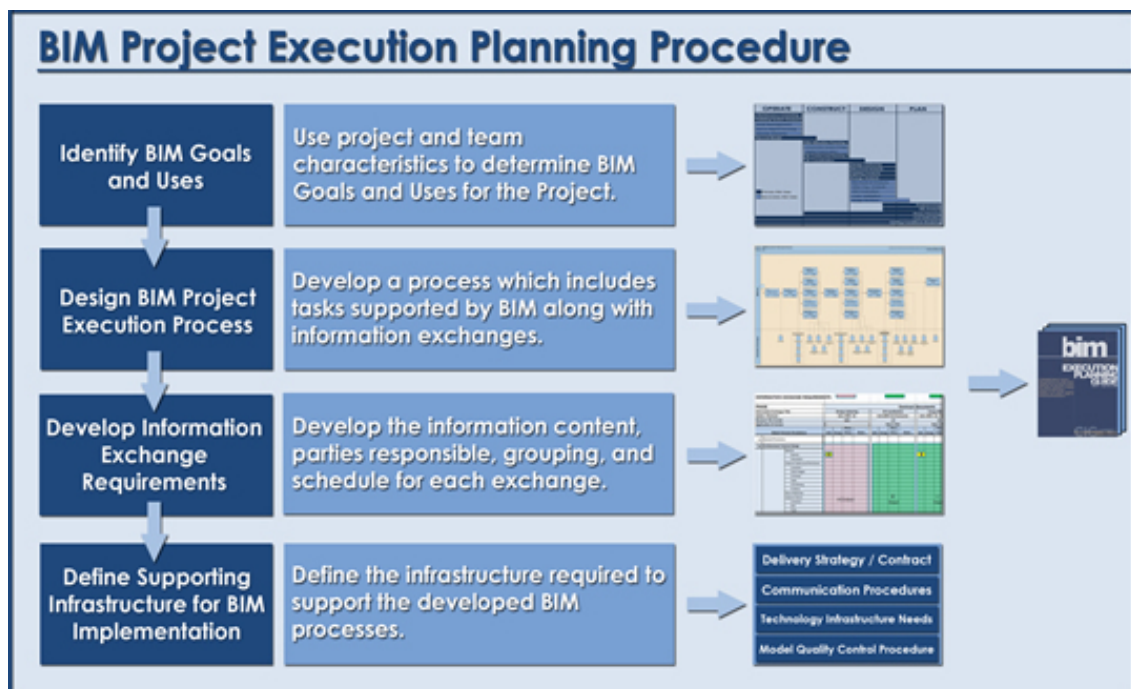 BIM Project Execution Planning Procedure
Identify BIM Goals
and Uses
Use project and team
characteristics to determine BIM
Goals and Uses for the Project.
OPERATE CONSTRUCT DESIGN PLAN
Design BIM Project
Execution Process
Develop a process which includes
tasks supported by BIM along with
information exchanges.
Develop Information
Exchange
Requirements
Develop the information content,
parties responsible, grouping, and
schedule for each exchange.
Define Supporting
Infrastructure for BIM
Implementation
Define the infrastructure required to
support the developed BIM
processes.
Delivery Strategy / Contract
Communication Procedures
Technology Infrastructure Needs
Model Quality Control Procedure
bim
EXECUTION
PLANNING
GUIDE